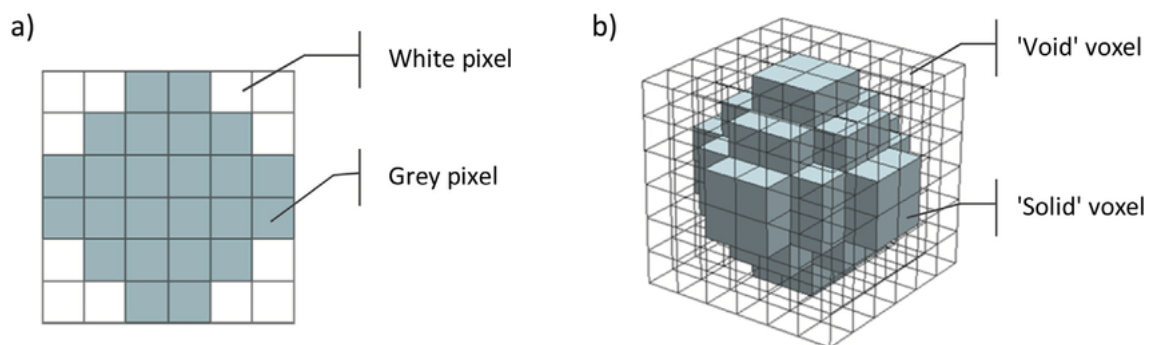 a)
White pixel
Grey pixel
b)
'Void' voxel
'Solid' voxel